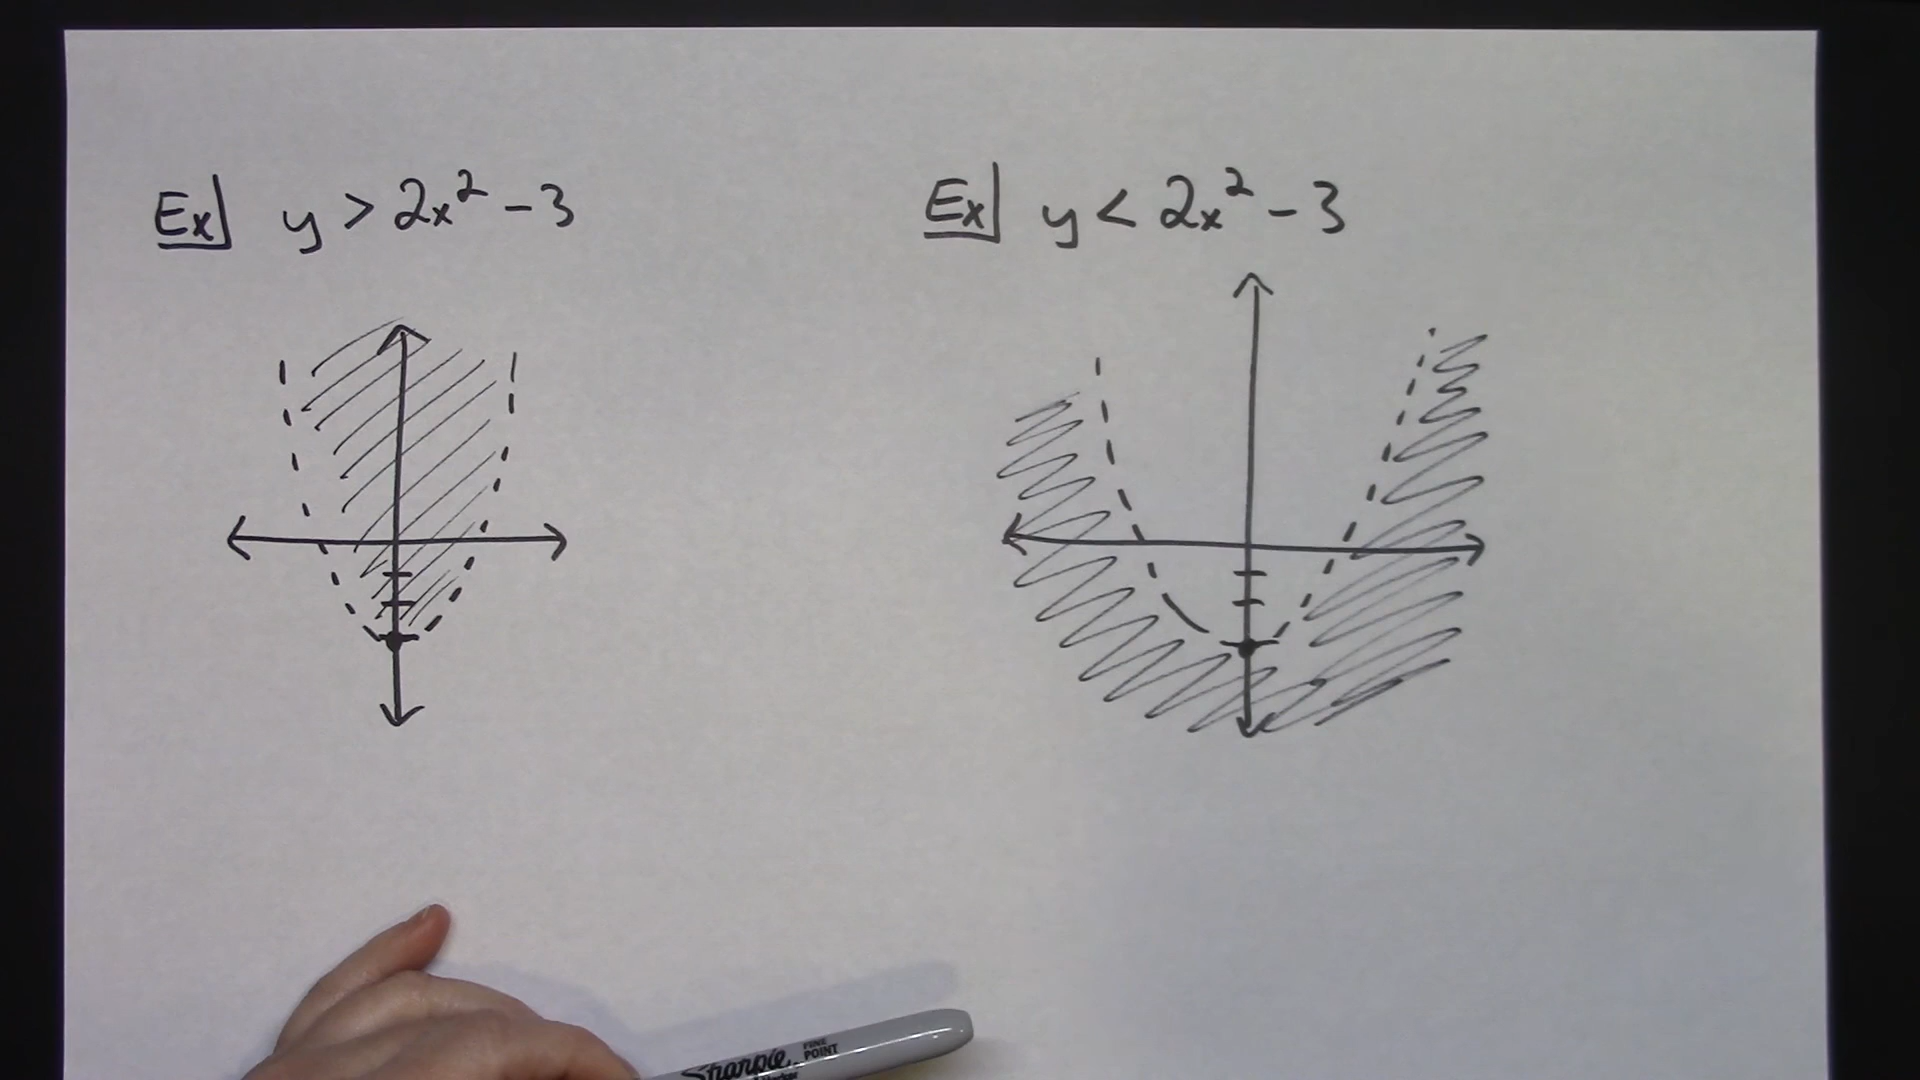 Ex y > 2x² - 3
Ex y < 2x² - 3
Sharpie FINE
POINT